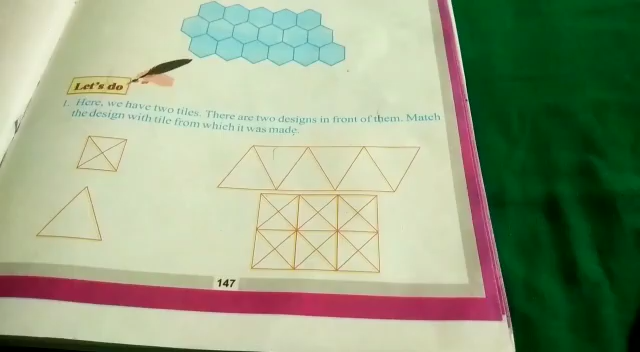 Let's do
1. Here, we have two tiles. There are two designs in front of them. Match
the design with tile from which it was made.
147